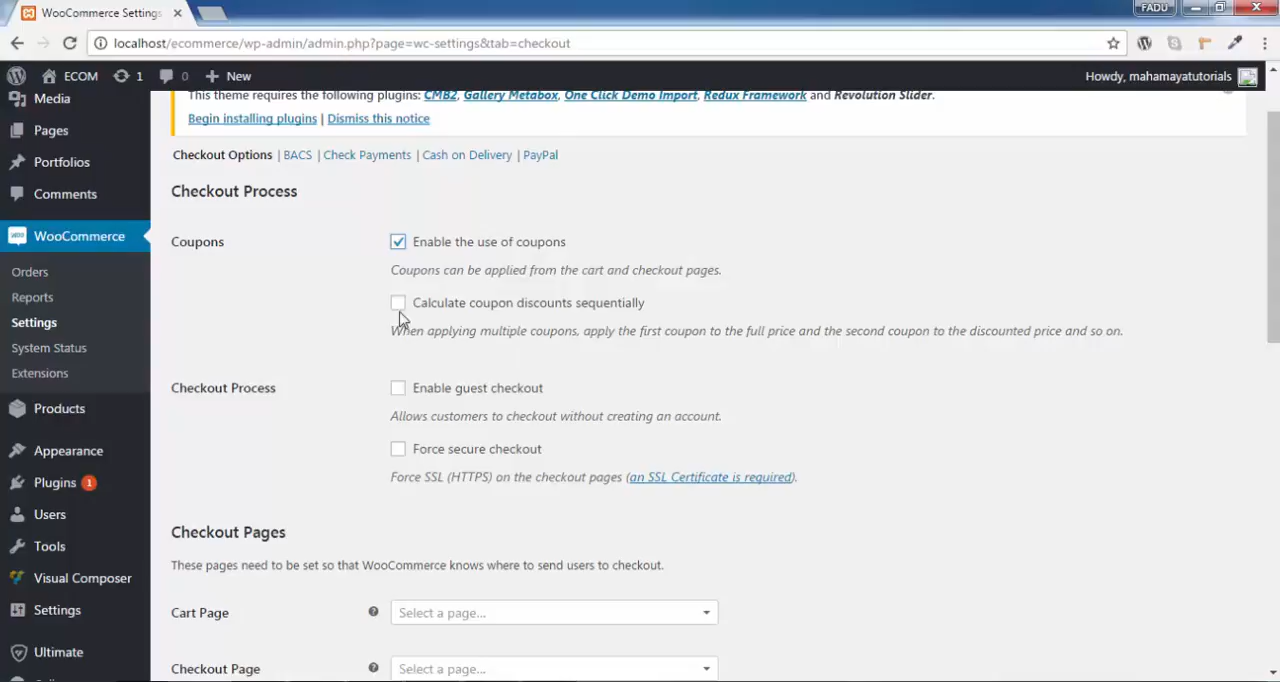 WooCommerce Settings
FADU
localhost/ecommerce/wp-admin/admin.php?page=wc-settings&tab=checkout
ECOM 1 0 New
Howdy, mahamayatutorials
Media
Pages
Portfolios
Comments
WooCommerce
Orders
Reports
Settings
System Status
Extensions
Products
Appearance
Plugins 1
Users
Tools
Visual Composer
Settings
Ultimate
This theme requires the following plugins: CMB2, Gallery Metabox, One Click Demo Import, Redux Framework and Revolution Slider.
Begin installing plugins | Dismiss this notice
Checkout Options | BACS | Check Payments | Cash on Delivery | PayPal
Checkout Process
Coupons
Enable the use of coupons
Coupons can be applied from the cart and checkout pages.
Calculate coupon discounts sequentially
When applying multiple coupons, apply the first coupon to the full price and the second coupon to the discounted price and so on.
Checkout Process
Enable guest checkout
Allows customers to checkout without creating an account.
Force secure checkout
Force SSL (HTTPS) on the checkout pages (an SSL Certificate is required).
Checkout Pages
These pages need to be set so that WooCommerce knows where to send users to checkout.
Cart Page
Select a page...
Checkout Page
Select a page...